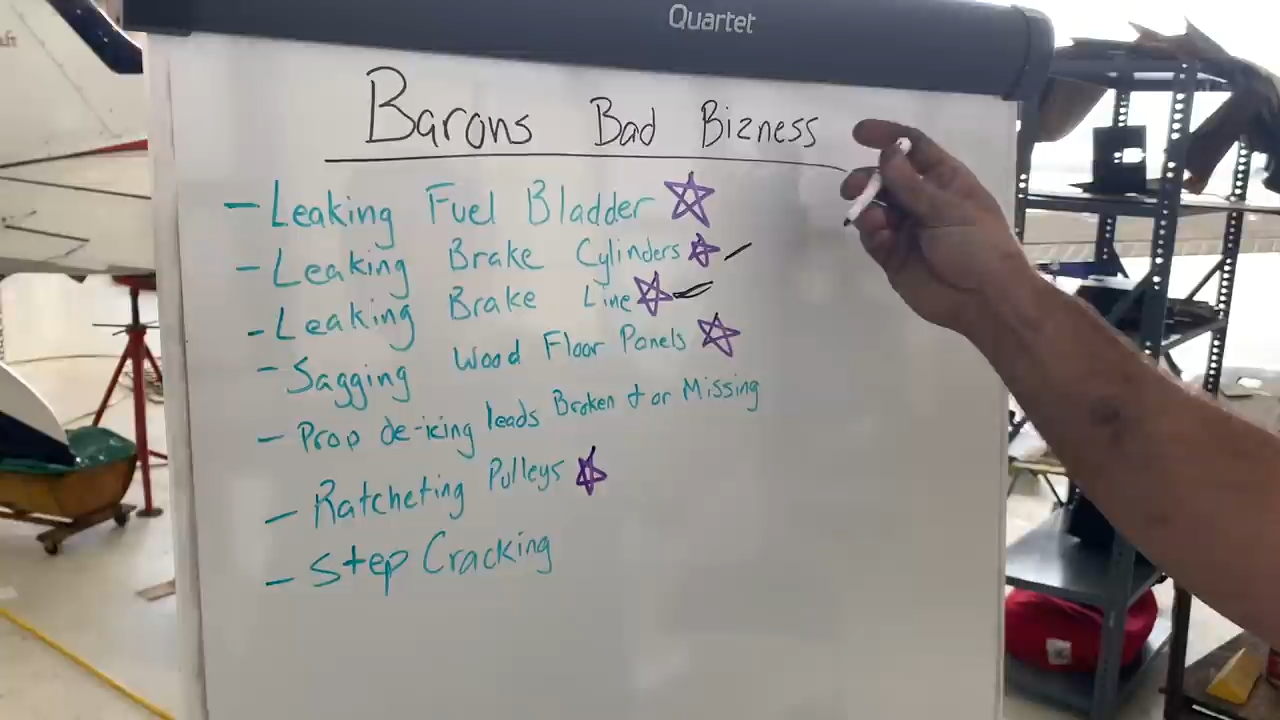 Quartet
Barons Bad Bizness
- Leaking Fuel Bladder
- Leaking Brake Cylinders
- Leaking Brake Line
- Sagging Wood Floor Panels
- Prop de-icing leads Broken + or Missing
- Ratcheting Pulleys
- Step Cracking